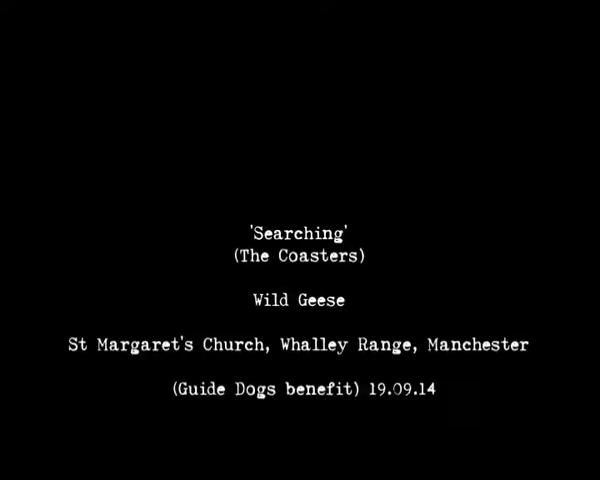 'Searching'
(The Coasters)
Wild Geese
St Margaret's Church, Whalley Range, Manchester
(Guide Dogs benefit) 19.09.14